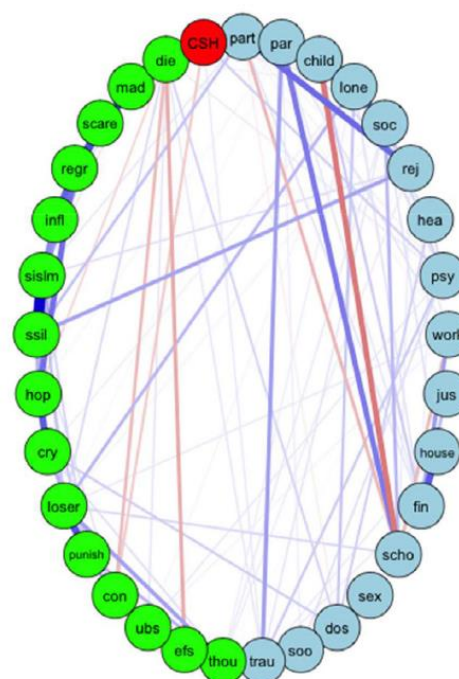 CSH
part
par
child
lone
soc
rej
hea
psy
work
jus
house
fin
scho
sex
dos
soo
trau
thou
efs
ubs
con
punish
loser
cry
hop
ssil
sislm
infl
regr
scare
mad
die